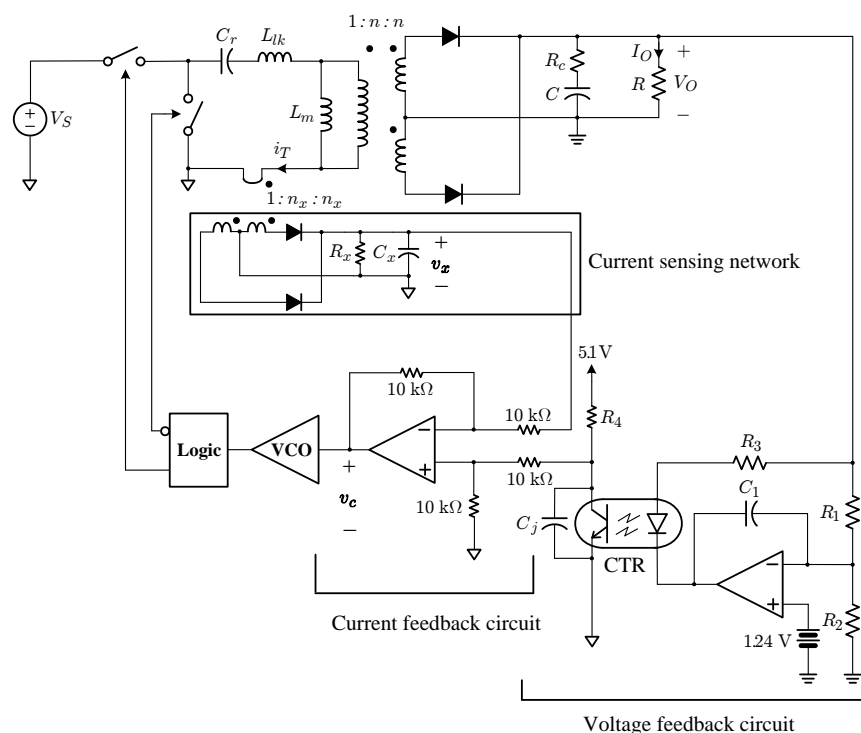 1 : n : n
C_r
L_lk
V_S
L_m
i_T
1 : n_x : n_x
R_c
C
I_O
R
V_O
+
−
R_x
C_x
+
v_x
−
Current sensing network
5.1 V
R_4
10 kΩ
10 kΩ
10 kΩ
10 kΩ
Logic
VCO
+
v_c
−
C_j
CTR
R_3
C_1
R_1
R_2
1.24 V
Current feedback circuit
Voltage feedback circuit